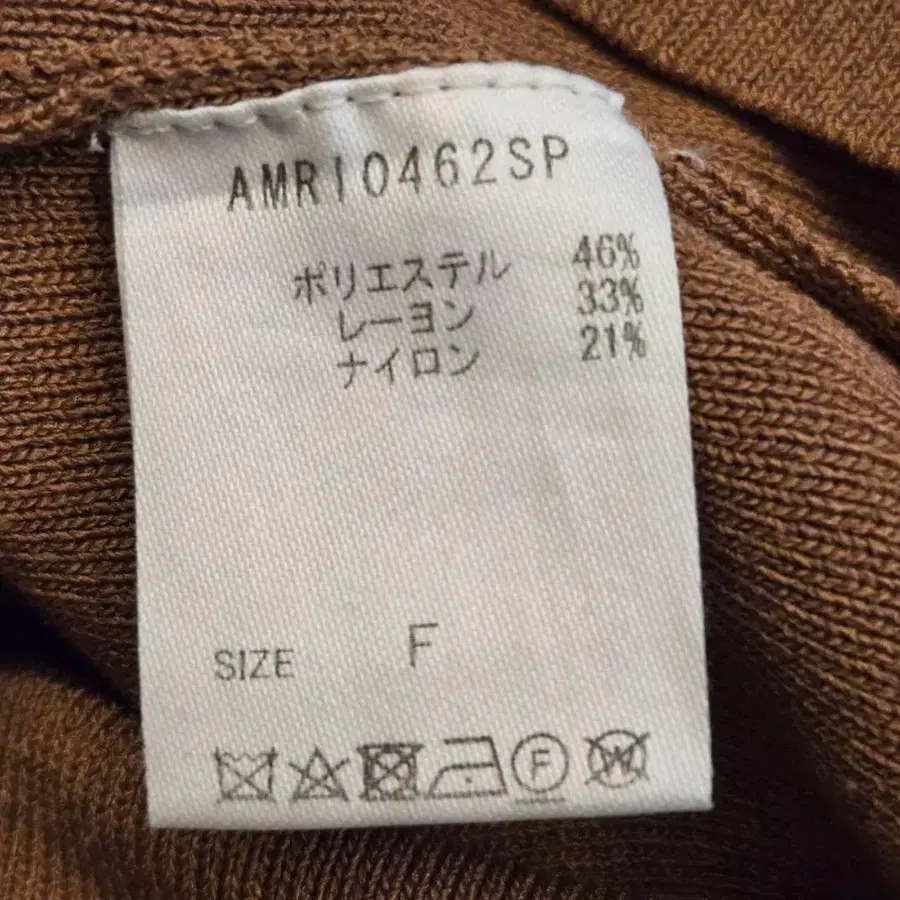 AMR10462SP
ポリエステル 46%
レーヨン 33%
ナイロン 21%
SIZE F
F W